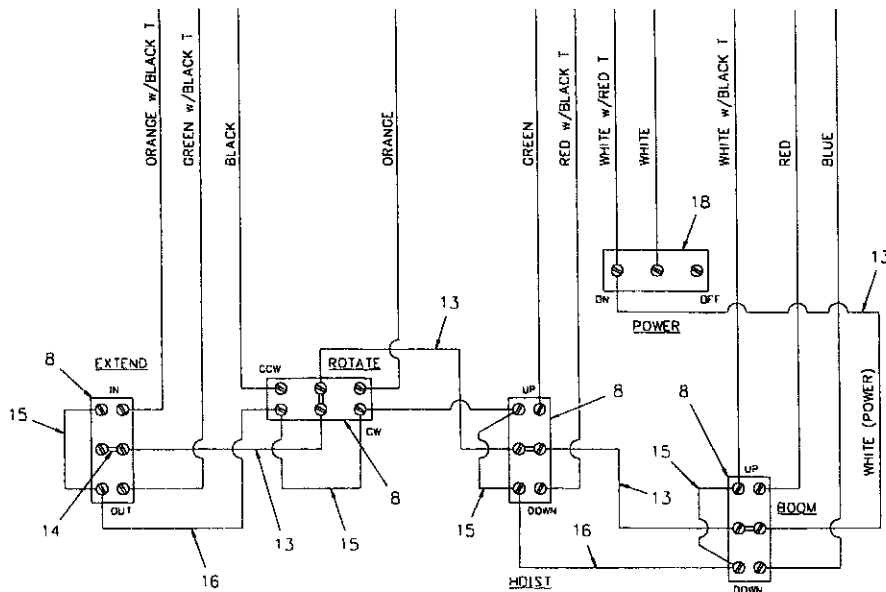 ORANGE w/BLACK T
GREEN w/BLACK T
BLACK
ORANGE
GREEN
RED w/BLACK T
WHITE w/RED T
WHITE
WHITE w/BLACK T
RED
BLUE
18
13
ON
OFF
POWER
13
8
EXTEND
IN
CCW
ROTATE
UP
8
8
WHITE (POWER)
15
CW
15
UP
BOOM
OUT
14
13
15
8
15
DOWN
13
16
HOIST
16
DOWN